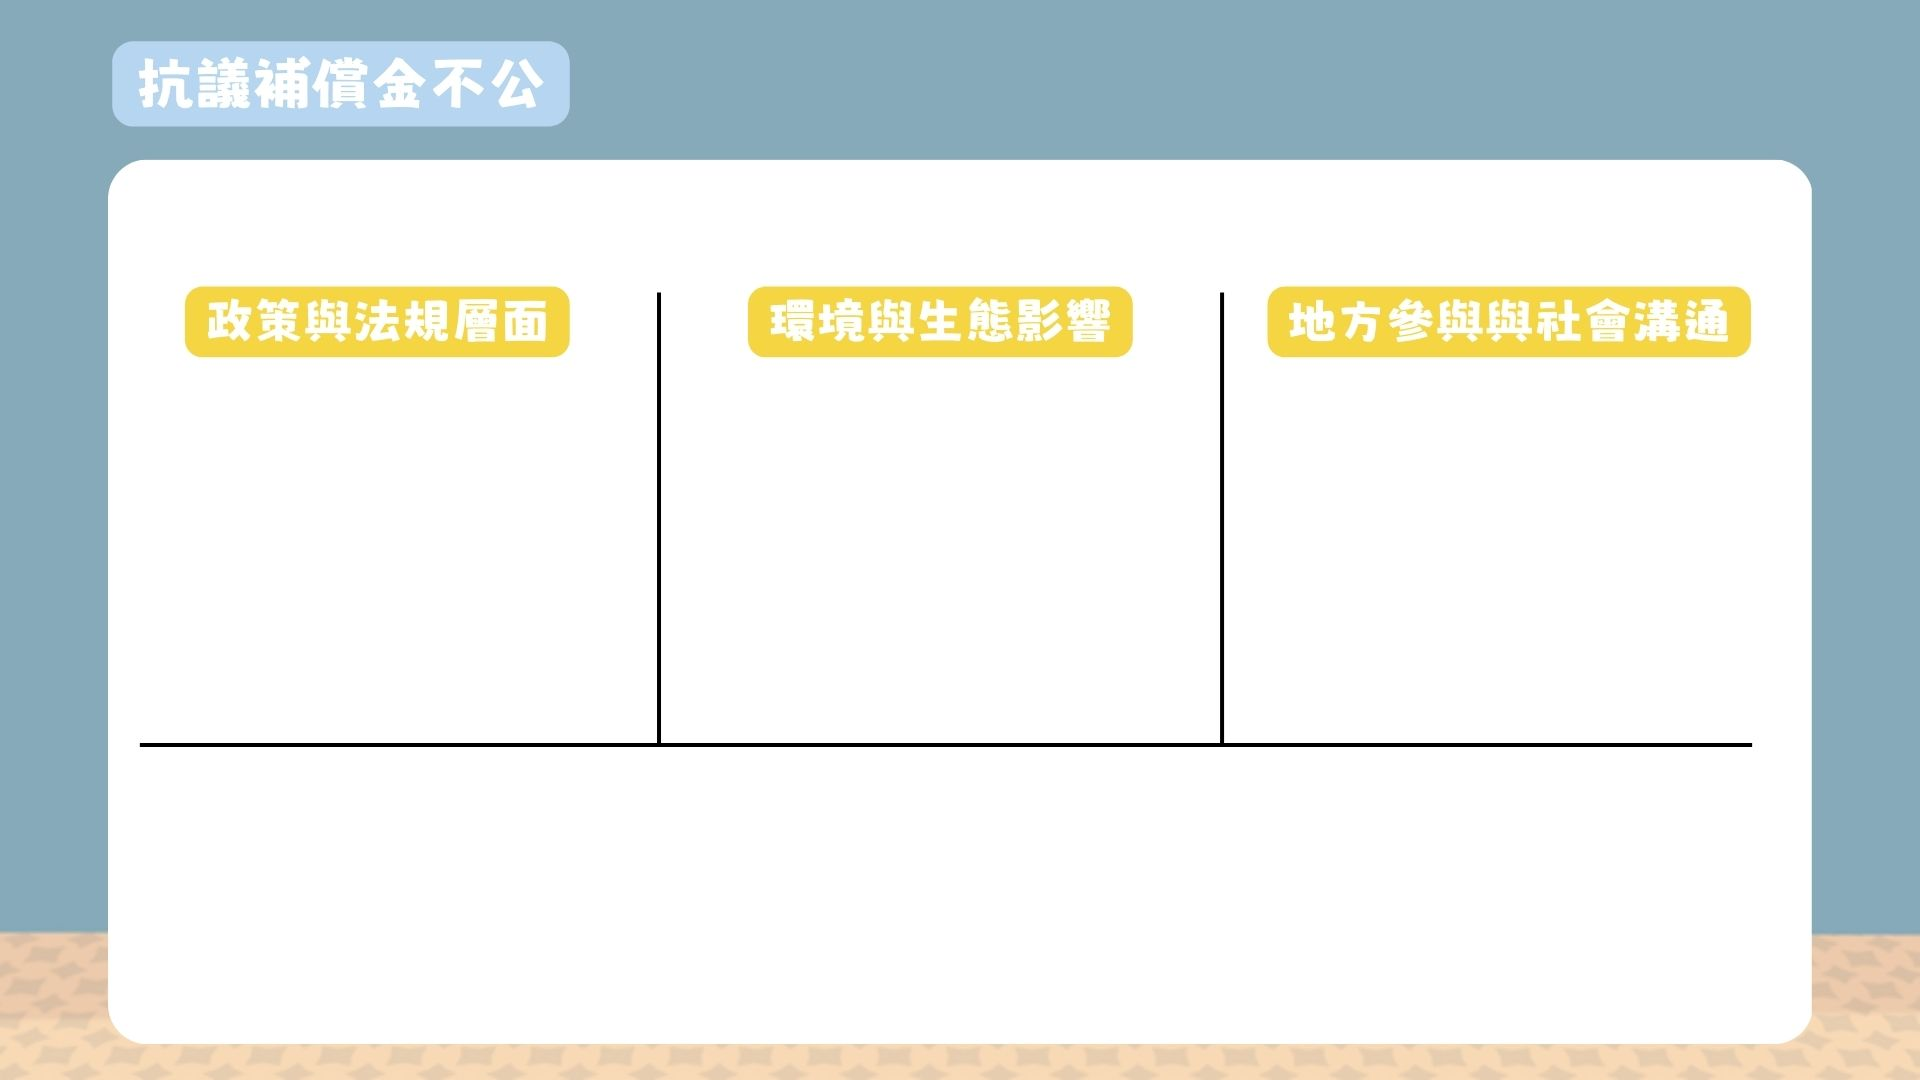 抗議補償金不公
政策與法規層面
環境與生態影響
地方參與與社會溝通